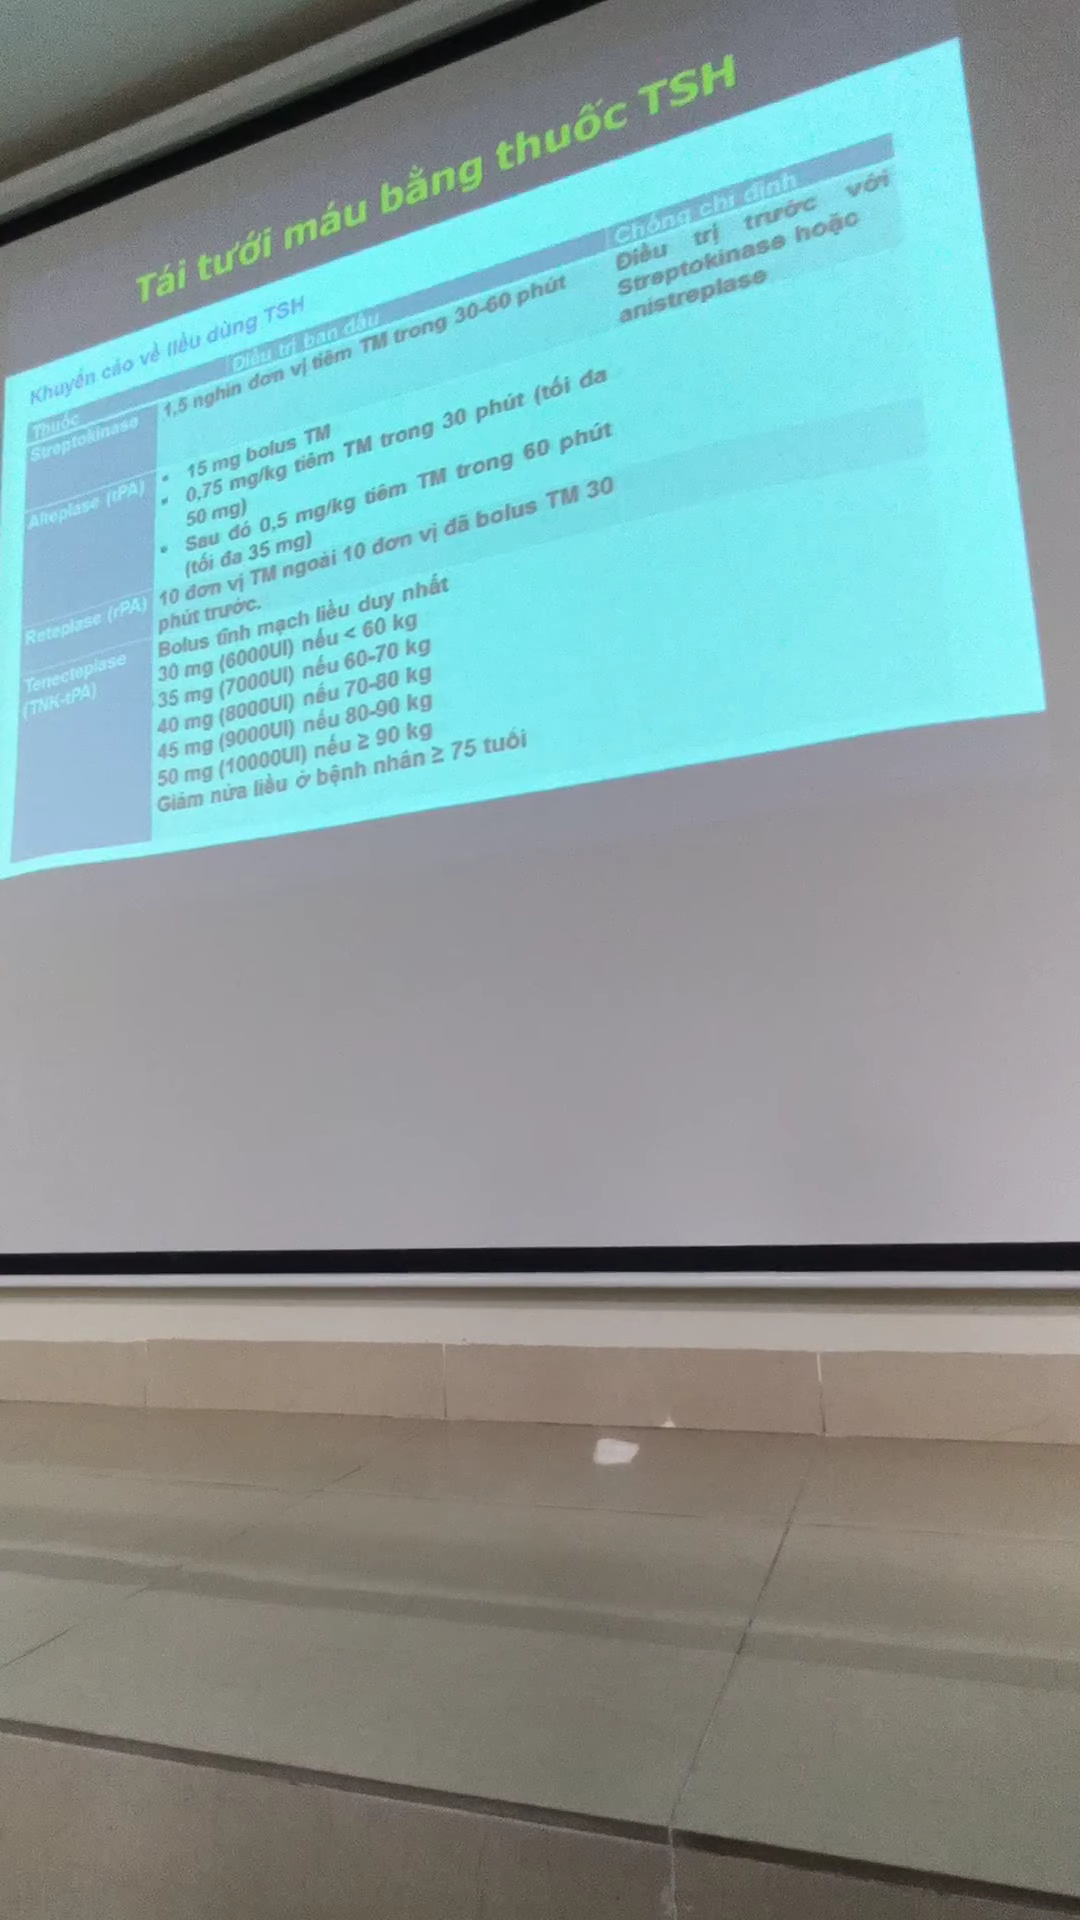 Tái tưới máu bằng thuốc TSH
Khuyến cáo về liều dùng TSH
Thuốc
Điều trị ban đầu
Chống chỉ định
Streptokinase
1,5 nghìn đơn vị tiêm TM trong 30-60 phút
Điều trị trước với
Streptokinase hoặc
anistreplase
Alteplase (tPA)
• 15 mg bolus TM
• 0,75 mg/kg tiêm TM trong 30 phút (tối đa
50 mg)
• Sau đó 0,5 mg/kg tiêm TM trong 60 phút
(tối đa 35 mg)
Reteplase (rPA)
10 đơn vị TM ngoài 10 đơn vị đã bolus TM 30
phút trước.
Tenecteplase
(TNK-tPA)
Bolus tĩnh mạch liều duy nhất
30 mg (6000UI) nếu < 60 kg
35 mg (7000UI) nếu 60-70 kg
40 mg (8000UI) nếu 70-80 kg
45 mg (9000UI) nếu 80-90 kg
50 mg (10000UI) nếu ≥ 90 kg
Giảm nửa liều ở bệnh nhân ≥ 75 tuổi